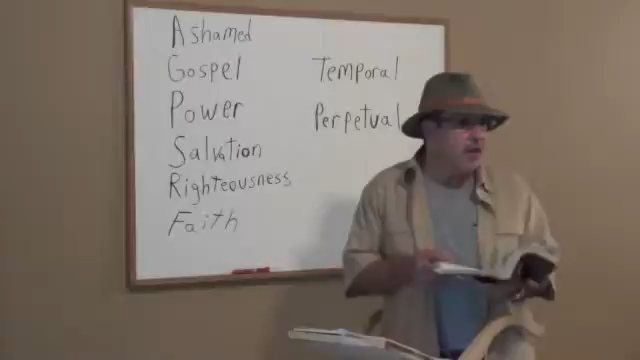 Ashamed
Gospel
Power
Salvation
Righteousness
Faith
Temporal
Perpetual